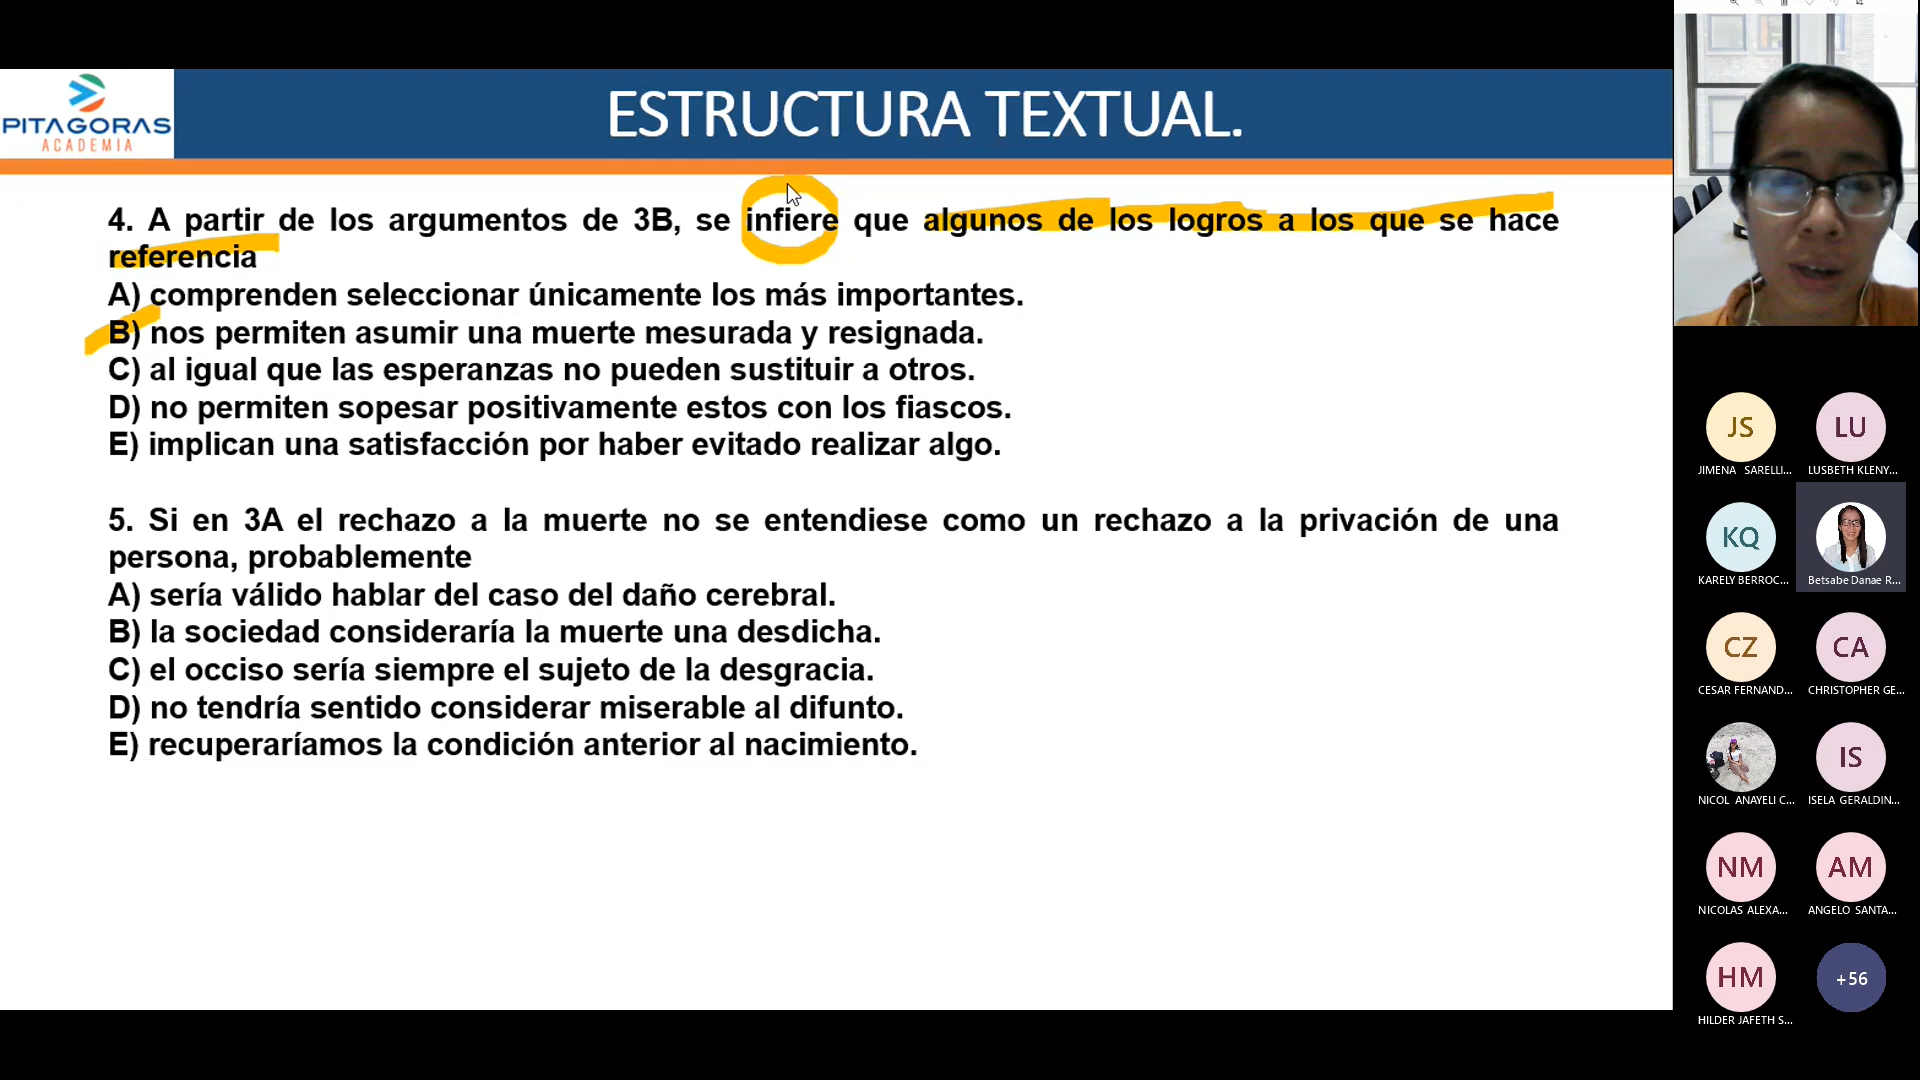 PITAGORAS
ACADEMIA
ESTRUCTURA TEXTUAL.
4. A partir de los argumentos de 3B, se infiere que algunos de los logros a los que se hace
referencia
A) comprenden seleccionar únicamente los más importantes.
B) nos permiten asumir una muerte mesurada y resignada.
C) al igual que las esperanzas no pueden sustituir a otros.
D) no permiten sopesar positivamente estos con los fiascos.
E) implican una satisfacción por haber evitado realizar algo.
5. Si en 3A el rechazo a la muerte no se entendiese como un rechazo a la privación de una
persona, probablemente
A) sería válido hablar del caso del daño cerebral.
B) la sociedad consideraría la muerte una desdicha.
C) el occiso sería siempre el sujeto de la desgracia.
D) no tendría sentido considerar miserable al difunto.
E) recuperaríamos la condición anterior al nacimiento.
JS
LU
JIMENA SARELLI...
LUSBETH KLENY...
KQ
KARELY BERROC...
Betsabe Danae R...
CZ
CA
CESAR FERNAND...
CHRISTOPHER GE...
IS
NICOL ANAYELI C...
ISELA GERALDIN...
NM
AM
NICOLAS ALEXA...
ANGELO SANTA...
HM
+56
HILDER JAFETH S...